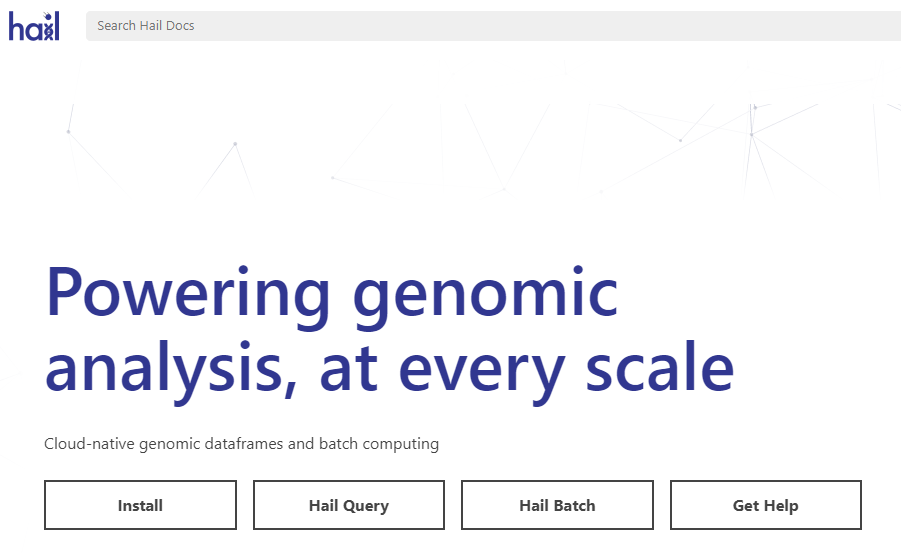 hail
Search Hail Docs
Powering genomic
analysis, at every scale
Cloud-native genomic dataframes and batch computing
Install
Hail Query
Hail Batch
Get Help